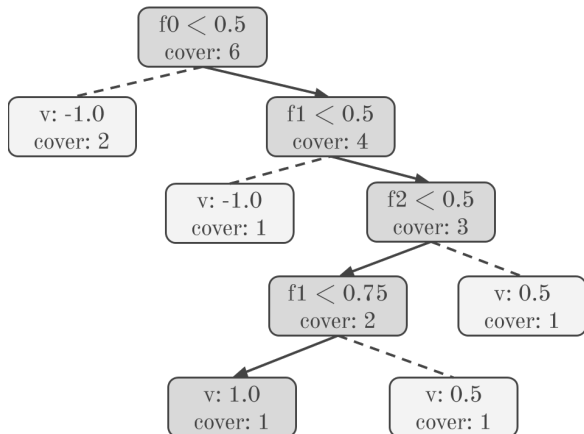 f0 < 0.5
cover: 6
v: -1.0
cover: 2
f1 < 0.5
cover: 4
v: -1.0
cover: 1
f2 < 0.5
cover: 3
f1 < 0.75
cover: 2
v: 0.5
cover: 1
v: 1.0
cover: 1
v: 0.5
cover: 1